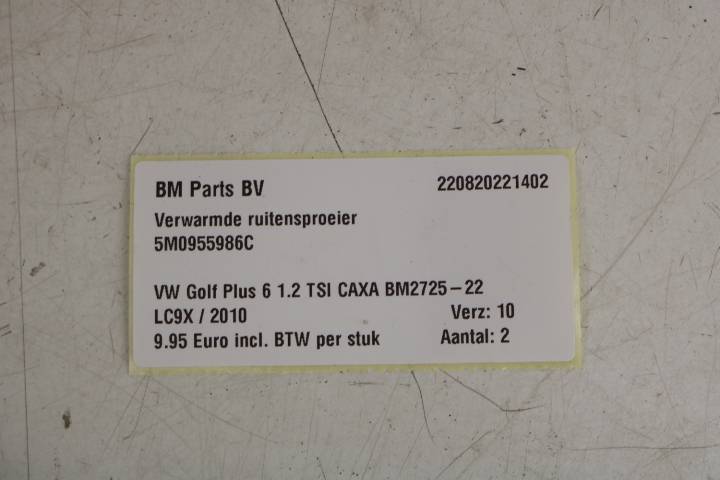 BM Parts BV 220820221402
Verwarmde ruitensproeier
5M0955986C
VW Golf Plus 6 1.2 TSI CAXA BM2725-22
LC9X / 2010 Verz: 10
9.95 Euro incl. BTW per stuk Aantal: 2